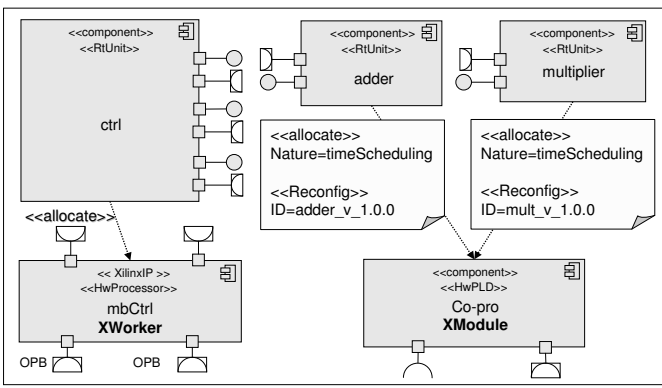 <<component>>
<<RtUnit>>
ctrl
<<component>>
<<RtUnit>>
adder
<<component>>
<<RtUnit>>
multiplier
<<allocate>>
Nature=timeScheduling
<<Reconfig>>
ID=adder_v_1.0.0
<<allocate>>
Nature=timeScheduling
<<Reconfig>>
ID=mult_v_1.0.0
<<allocate>>
<< XilinxIP >>
<<HwProcessor>>
mbCtrl
XWorker
OPB
OPB
<<component>>
<<HwPLD>>
Co-pro
XModule